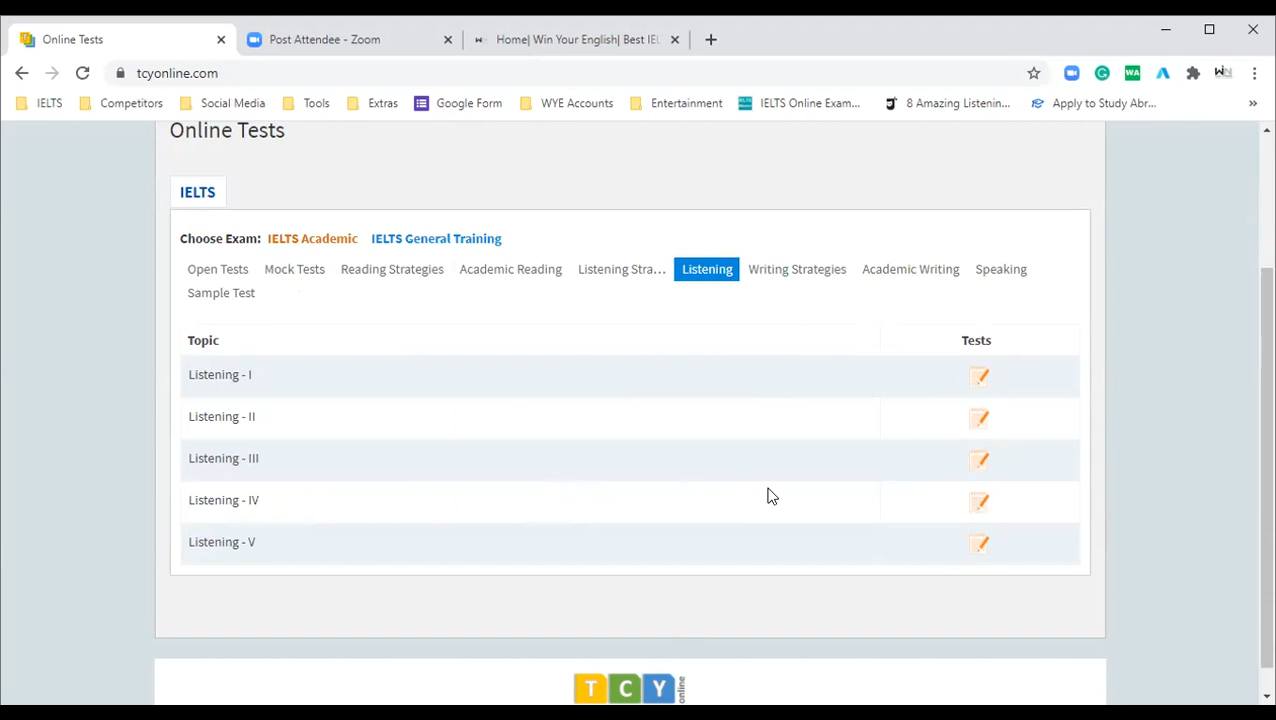 Online Tests
Post Attendee - Zoom
Home| Win Your English| Best IEL
tcyonline.com
IELTS
Competitors
Social Media
Tools
Extras
Google Form
WYE Accounts
Entertainment
IELTS Online Exam...
8 Amazing Listenin...
Apply to Study Abr...
Online Tests
IELTS
Choose Exam: IELTS Academic IELTS General Training
Open Tests Mock Tests Reading Strategies Academic Reading Listening Stra... Listening Writing Strategies Academic Writing Speaking
Sample Test
Topic Tests
Listening - I
Listening - II
Listening - III
Listening - IV
Listening - V
TCY online